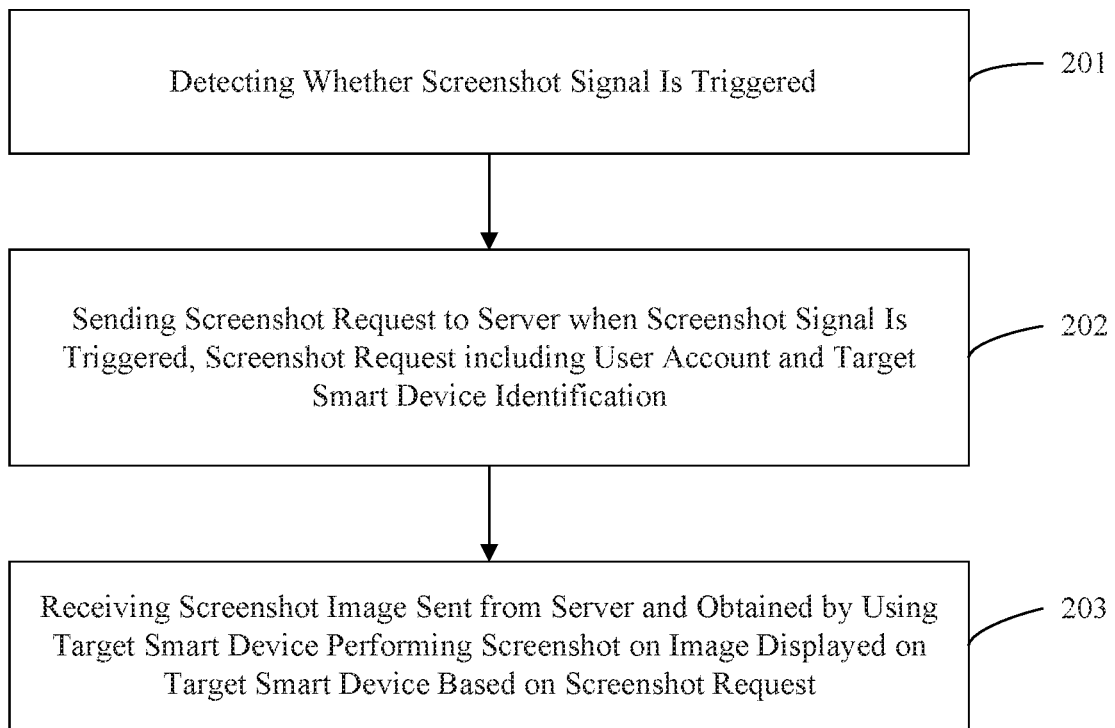 Detecting Whether Screenshot Signal Is Triggered
201
Sending Screenshot Request to Server when Screenshot Signal Is
Triggered, Screenshot Request including User Account and Target
Smart Device Identification
202
Receiving Screenshot Image Sent from Server and Obtained by Using
Target Smart Device Performing Screenshot on Image Displayed on
Target Smart Device Based on Screenshot Request
203